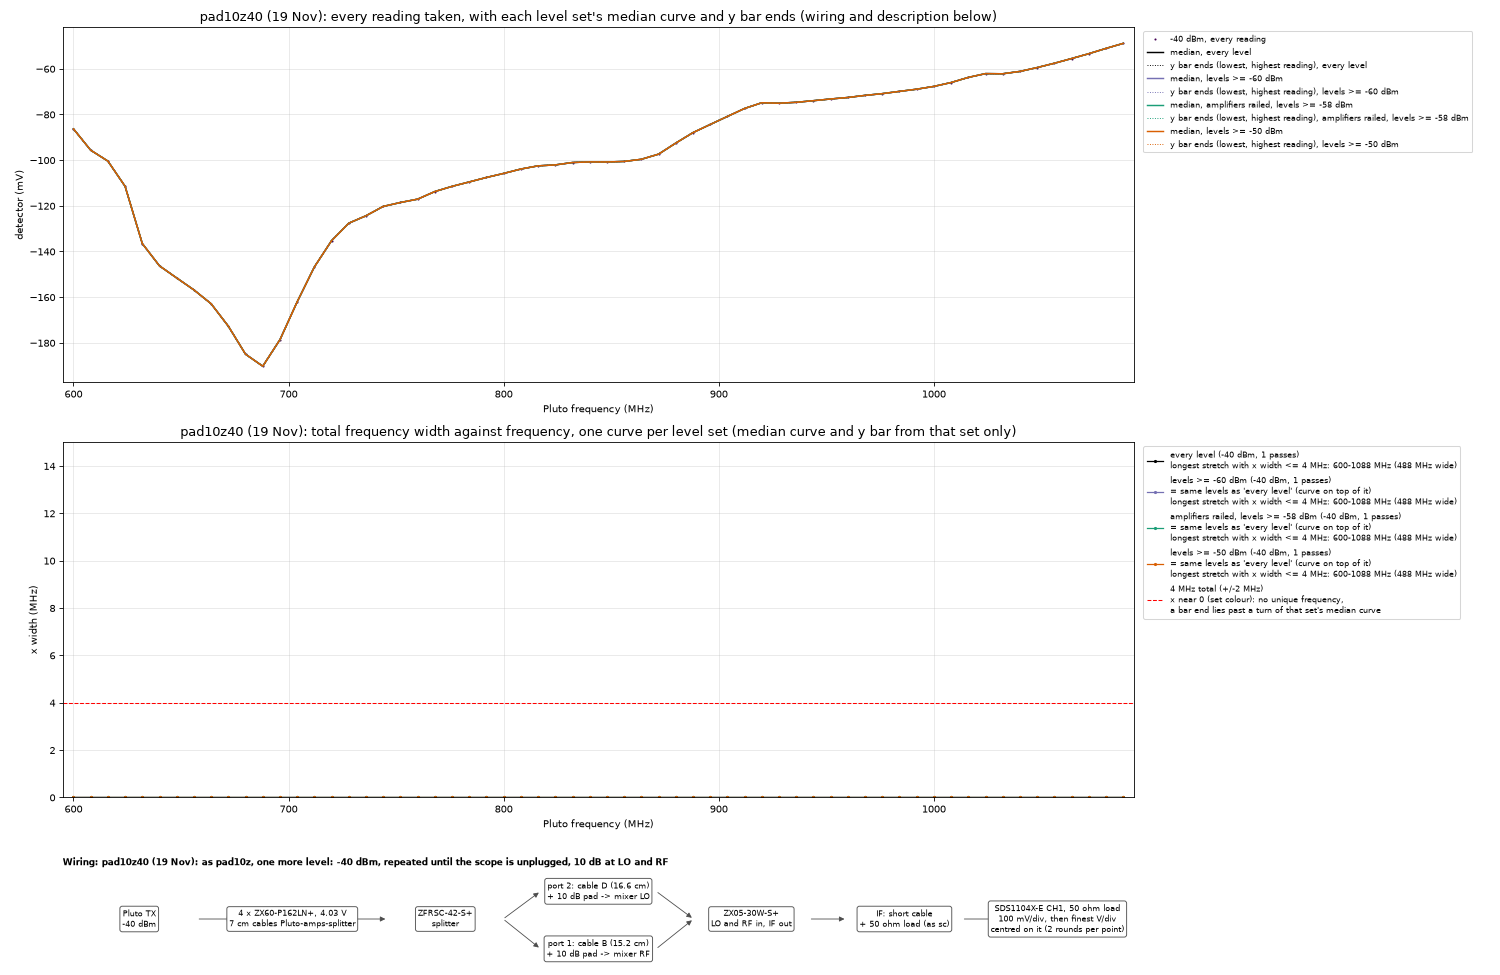 pad10z40 (19 Nov): every reading taken, with each level set's median curve and y bar ends (wiring and description below)
detector (mV)
−60
−80
−100
−120
−140
−160
−180
600
700
800
900
1000
Pluto frequency (MHz)
-40 dBm, every reading
median, every level
y bar ends (lowest, highest reading), every level
median, levels >= -60 dBm
y bar ends (lowest, highest reading), levels >= -60 dBm
median, amplifiers railed, levels >= -58 dBm
y bar ends (lowest, highest reading), amplifiers railed, levels >= -58 dBm
median, levels >= -50 dBm
y bar ends (lowest, highest reading), levels >= -50 dBm
pad10z40 (19 Nov): total frequency width against frequency, one curve per level set (median curve and y bar from that set only)
x width (MHz)
14
12
10
8
6
4
2
0
600
700
800
900
1000
Pluto frequency (MHz)
every level (-40 dBm, 1 passes)
longest stretch with x width <= 4 MHz: 600-1088 MHz (488 MHz wide)
levels >= -60 dBm (-40 dBm, 1 passes)
= same levels as 'every level' (curve on top of it)
longest stretch with x width <= 4 MHz: 600-1088 MHz (488 MHz wide)
amplifiers railed, levels >= -58 dBm (-40 dBm, 1 passes)
= same levels as 'every level' (curve on top of it)
longest stretch with x width <= 4 MHz: 600-1088 MHz (488 MHz wide)
levels >= -50 dBm (-40 dBm, 1 passes)
= same levels as 'every level' (curve on top of it)
longest stretch with x width <= 4 MHz: 600-1088 MHz (488 MHz wide)
4 MHz total (+/-2 MHz)
x near 0 (set colour): no unique frequency,
a bar end lies past a turn of that set's median curve
Wiring: pad10z40 (19 Nov): as pad10z, one more level: -40 dBm, repeated until the scope is unplugged, 10 dB at LO and RF
Pluto TX
-40 dBm
4 x ZX60-P162LN+, 4.03 V
7 cm cables Pluto-amps-splitter
ZFRSC-42-S+
splitter
port 2: cable D (16.6 cm)
+ 10 dB pad -> mixer LO
port 1: cable B (15.2 cm)
+ 10 dB pad -> mixer RF
ZX05-30W-S+
LO and RF in, IF out
IF: short cable
+ 50 ohm load (as sc)
SDS1104X-E CH1, 50 ohm load
100 mV/div, then finest V/div
centred on it (2 rounds per point)